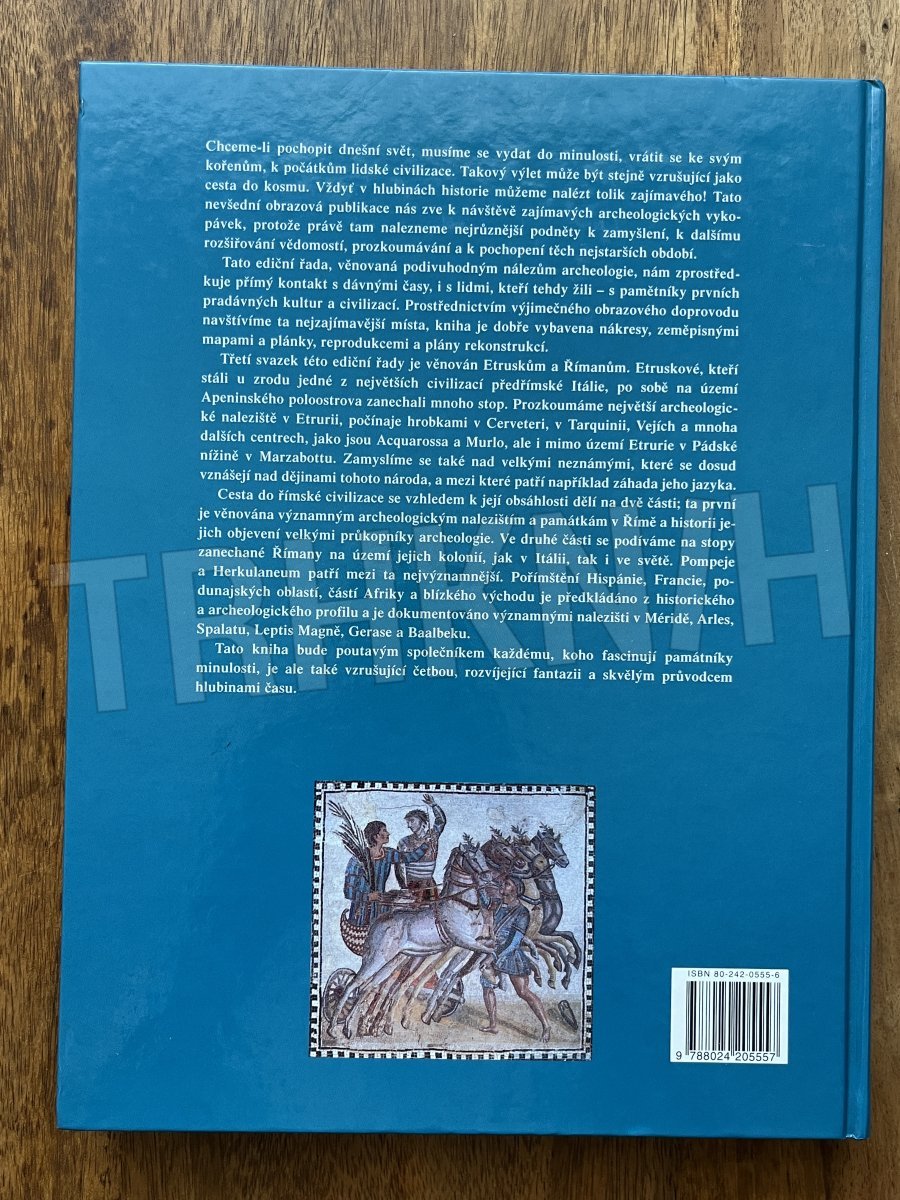 Chceme-li pochopit dnešní svět, musíme se vydat do minulosti, vrátit se ke svým
kořenům, k počátkům lidské civilizace. Takový výlet může být stejně vzrušující jako
cesta do kosmu. Vždyť v hlubinách historie můžeme nalézt tolik zajímavého! Tato
nevšední obrazová publikace nás zve k návštěvě zajímavých archeologických vyko-
pávek, protože právě tam nalezneme nejrůznější podněty k zamyšlení, k dalšímu
rozšiřování vědomostí, prozkoumávání a k pochopení těch nejstarších období.
Tato ediční řada, věnovaná podivuhodným nálezům archeologie, nám zprostřed-
kuje přímý kontakt s dávnými časy, i s lidmi, kteří tehdy žili – s pamětníky prvních
pradávných kultur a civilizací. Prostřednictvím výjimečného obrazového doprovodu
navštívíme ta nejzajímavější místa, kniha je dobře vybavena nákresy, zeměpisnými
mapami a plánky, reprodukcemi a plány rekonstrukcí.
Třetí svazek této ediční řady je věnován Etruskům a Římanům. Etruskové, kteří
stáli u zrodu jedné z největších civilizací předřímské Itálie, po sobě na území
Apeninského poloostrova zanechali mnoho stop. Prozkoumáme největší archeologic-
ké naleziště v Etrurii, počínaje hrobkami v Cerveteri, v Tarquinii, Vejích a mnoha
dalších centrech, jako jsou Acquarossa a Murlo, ale i mimo území Etrurie v Pádské
nížině v Marzabottu. Zamyslíme se také nad velkými neznámými, které se dosud
vznášejí nad dějinami tohoto národa, a mezi které patří například záhada jeho jazyka.
Cesta do římské civilizace se vzhledem k její obsáhlosti dělí na dvě části; ta první
je věnována významným archeologickým nalezištím a památkám v Římě a historii je-
jich objevení velkými průkopníky archeologie. Ve druhé části se podíváme na stopy
zanechané Římany na území jejich kolonií, jak v Itálii, tak i ve světě. Pompeje
a Herkulaneum patří mezi ta nejvýznamnější. Pořímštění Hispánie, Francie, po-
dunajských oblastí, částí Afriky a blízkého východu je předkládáno z historického
a archeologického profilu a je dokumentováno významnými nalezišti v Méridě, Arles,
Spalatu, Leptis Magně, Gerase a Baalbeku.
Tato kniha bude poutavým společníkem každému, koho fascinují památníky
minulosti, je ale také vzrušující četbou, rozvíjející fantazii a skvělým průvodcem
hlubinami času.
TRHKNIH
ISBN 80-242-0555-6
9 788024 205557